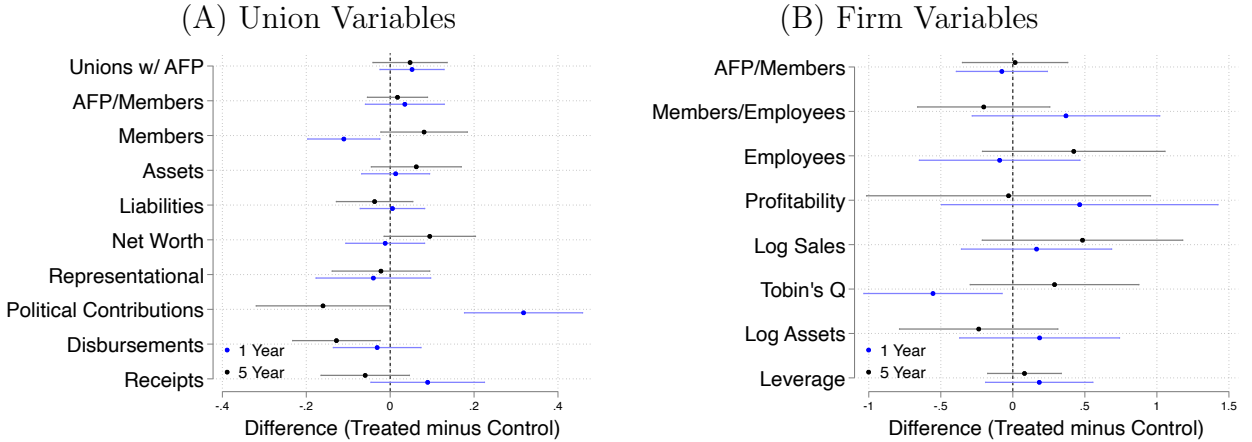 (A) Union Variables
Unions w/ AFP
AFP/Members
Members
Assets
Liabilities
Net Worth
Representational
Political Contributions
Disbursements
Receipts
1 Year
5 Year
-.4 -.2 0 .2 .4
Difference (Treated minus Control)
(B) Firm Variables
AFP/Members
Members/Employees
Employees
Profitability
Log Sales
Tobin's Q
Log Assets
Leverage
1 Year
5 Year
-1 -.5 0 .5 1 1.5
Difference (Treated minus Control)